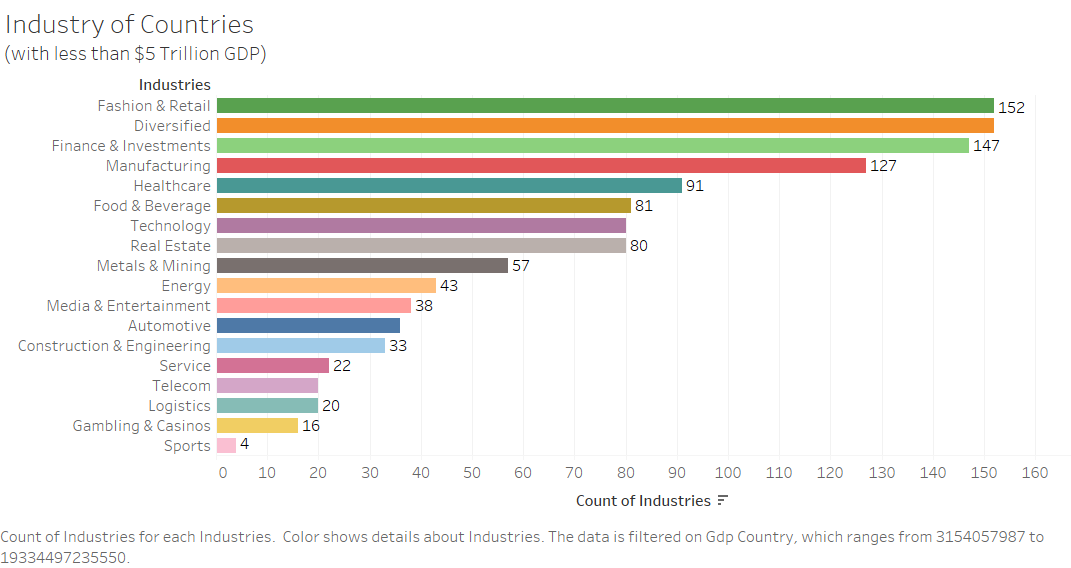 Industry of Countries
(with less than $5 Trillion GDP)
Industries
Fashion & Retail 152
Diversified
Finance & Investments 147
Manufacturing 127
Healthcare 91
Food & Beverage 81
Technology
Real Estate 80
Metals & Mining 57
Energy 43
Media & Entertainment 38
Automotive
Construction & Engineering 33
Service 22
Telecom
Logistics 20
Gambling & Casinos 16
Sports 4
0 10 20 30 40 50 60 70 80 90 100 110 120 130 140 150 160
Count of Industries
Count of Industries for each Industries. Color shows details about Industries. The data is filtered on Gdp Country, which ranges from 3154057987 to
19334497235550.